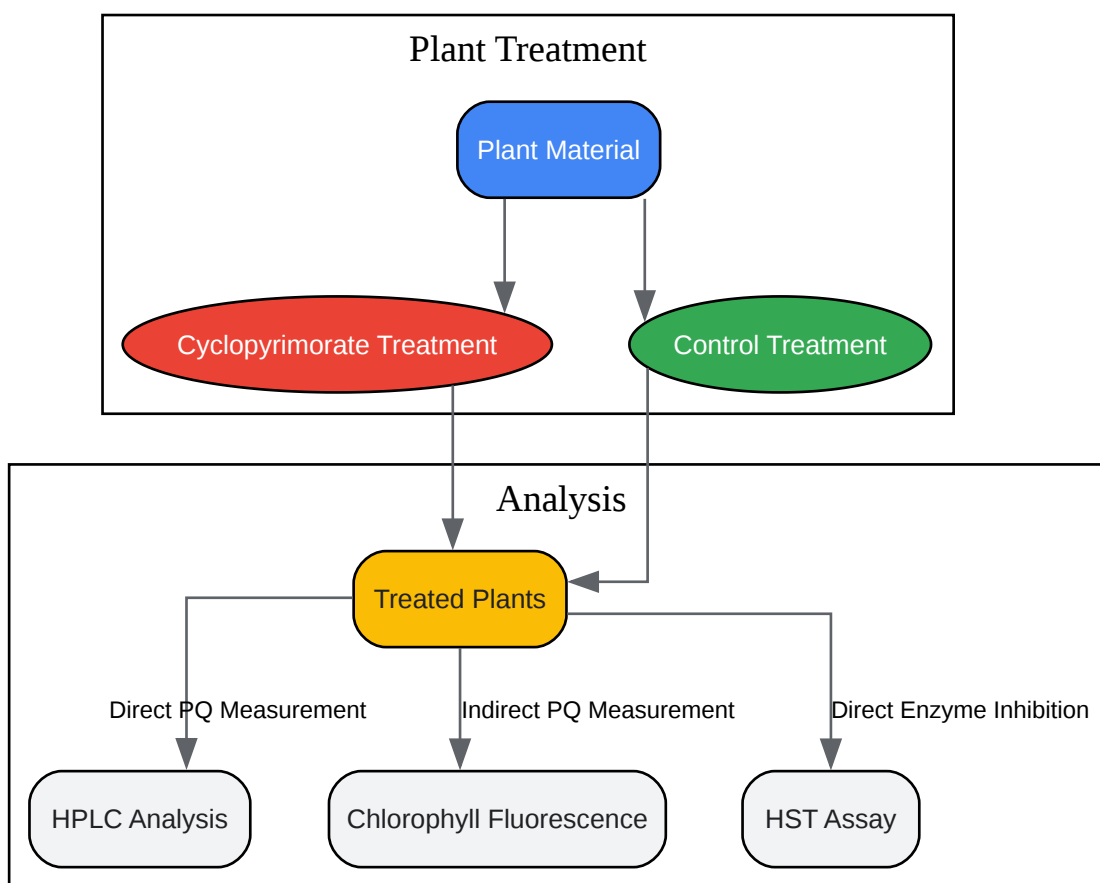 Plant Treatment
Plant Material
Cyclopyrimorate Treatment
Control Treatment
Analysis
Treated Plants
Direct PQ Measurement
Indirect PQ Measurement
Direct Enzyme Inhibition
HPLC Analysis
Chlorophyll Fluorescence
HST Assay